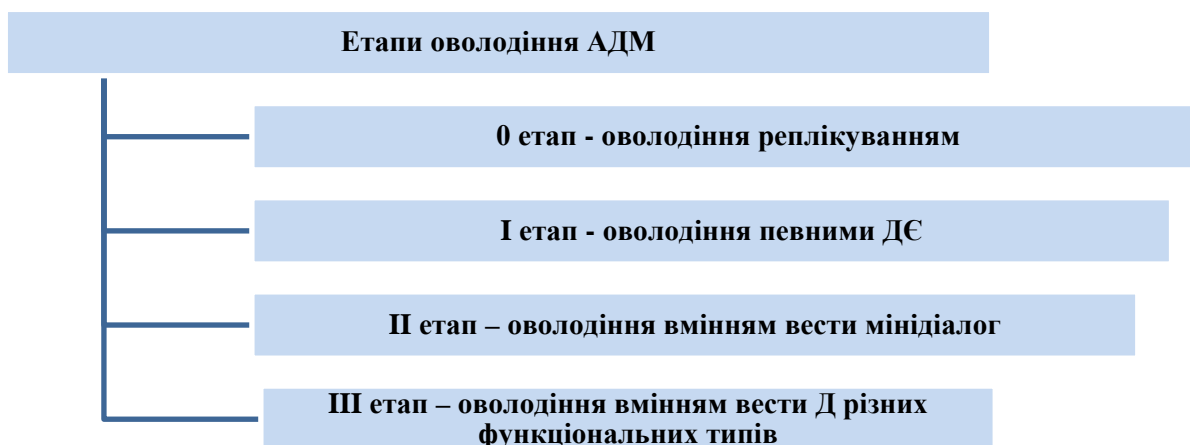 Етапи оволодіння АДМ
0 етап - оволодіння реплікуванням
І етап - оволодіння певними ДЄ
ІІ етап – оволодіння вмінням вести мінідіалог
ІІІ етап – оволодіння вмінням вести Д різних
функціональних типів